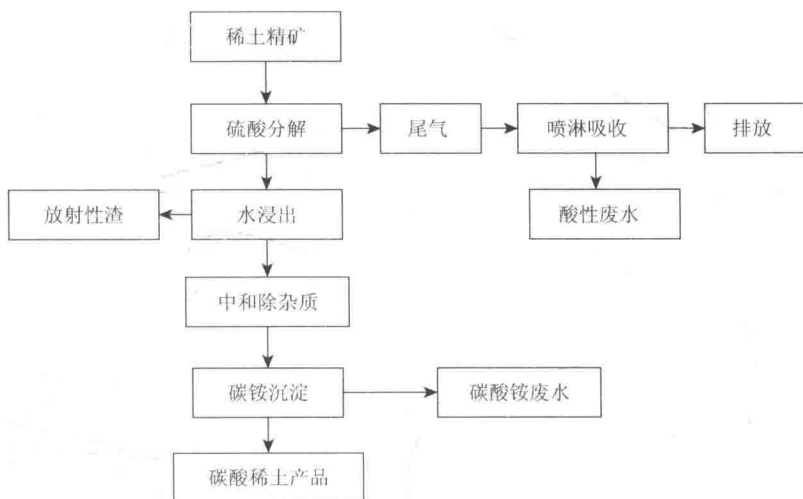 稀土精矿
硫酸分解
尾气
喷淋吸收
排放
放射性渣
水浸出
酸性废水
中和除杂质
碳铵沉淀
碳酸铵废水
碳酸稀土产品